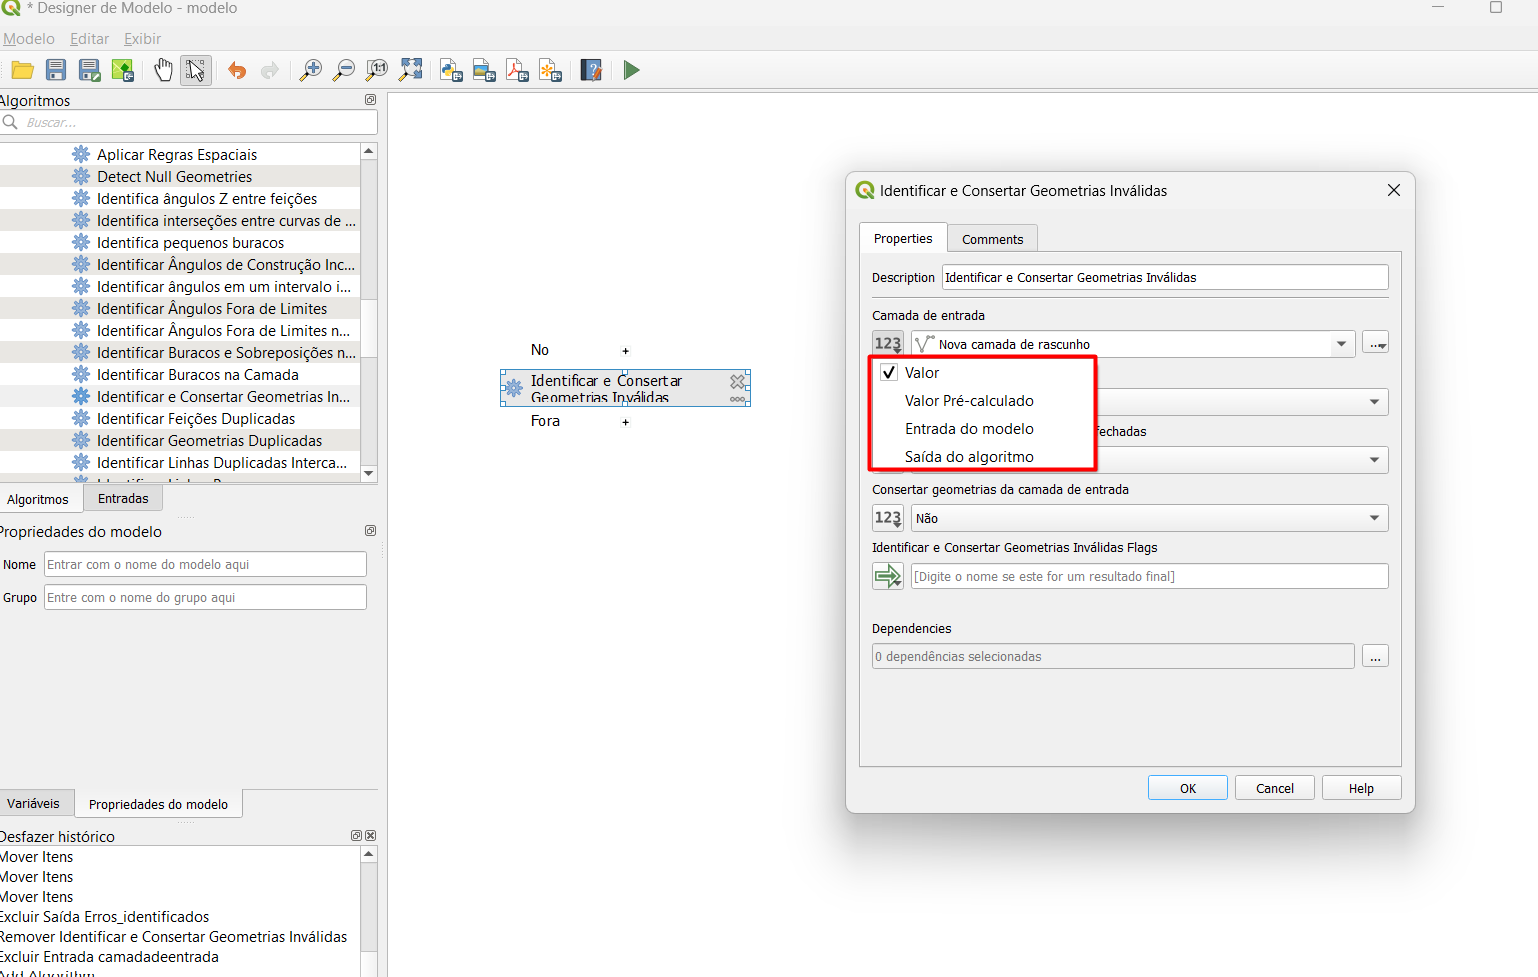 * Designer de Modelo - modelo
Modelo Editar Exibir
Algoritmos
Buscar...
Aplicar Regras Espaciais
Detect Null Geometries
Identifica ângulos Z entre feições
Identifica interseções entre curvas de ...
Identifica pequenos buracos
Identificar Ângulos de Construção Inc...
Identificar ângulos em um intervalo i...
Identificar Ângulos Fora de Limites
Identificar Ângulos Fora de Limites n...
Identificar Buracos e Sobreposições n...
Identificar Buracos na Camada
Identificar e Consertar Geometrias In...
Identificar Feições Duplicadas
Identificar Geometrias Duplicadas
Identificar Linhas Duplicadas Interca...
Algoritmos Entradas
Propriedades do modelo
Nome Entrar com o nome do modelo aqui
Grupo Entre com o nome do grupo aqui
Variáveis Propriedades do modelo
Desfazer histórico
Mover Itens
Mover Itens
Mover Itens
Excluir Saída Erros_identificados
Remover Identificar e Consertar Geometrias Inválidas
Excluir Entrada camadadeentrada
Add Algorithm
No +
Identificar e Consertar
Geometrias Inválidas
Fora +
Identificar e Consertar Geometrias Inválidas
Properties Comments
Description Identificar e Consertar Geometrias Inválidas
Camada de entrada
123 Nova camada de rascunho ...
Valor
Valor Pré-calculado
Entrada do modelo
fechadas
Saída do algoritmo
Consertar geometrias da camada de entrada
123 Não
Identificar e Consertar Geometrias Inválidas Flags
[Digite o nome se este for um resultado final]
Dependencies
0 dependências selecionadas ...
OK Cancel Help